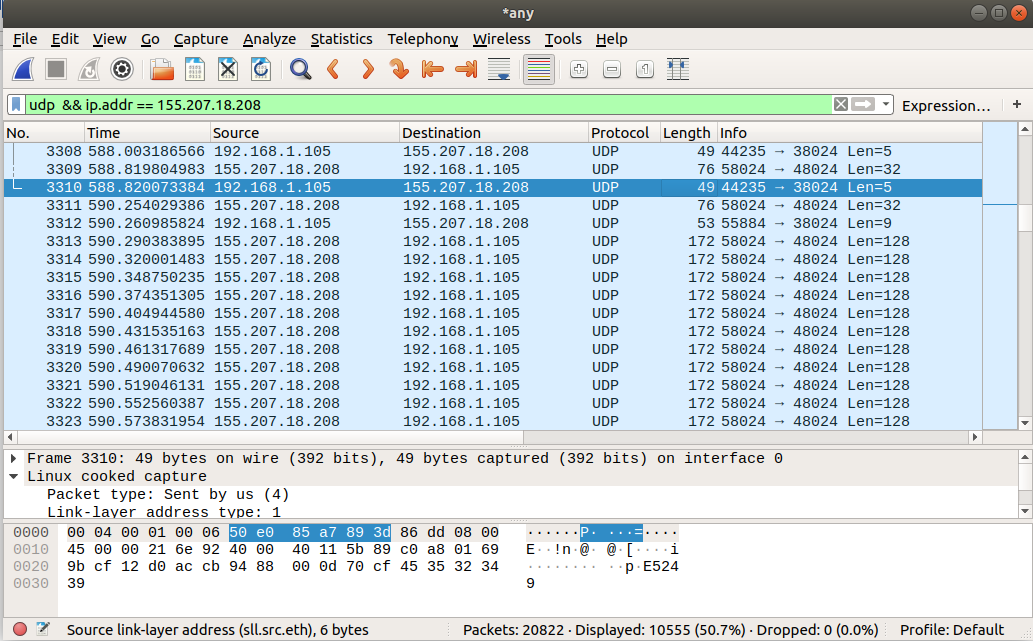 *any
File Edit View Go Capture Analyze Statistics Telephony Wireless Tools Help
udp && ip.addr == 155.207.18.208 Expression… +
No. Time Source Destination Protocol Length Info
3308 588.003186566 192.168.1.105 155.207.18.208 UDP 49 44235 → 38024 Len=5
3309 588.819804983 155.207.18.208 192.168.1.105 UDP 76 58024 → 48024 Len=32
3310 588.820073384 192.168.1.105 155.207.18.208 UDP 49 44235 → 38024 Len=5
3311 590.254029386 155.207.18.208 192.168.1.105 UDP 76 58024 → 48024 Len=32
3312 590.260985824 192.168.1.105 155.207.18.208 UDP 53 55884 → 38024 Len=9
3313 590.290383895 155.207.18.208 192.168.1.105 UDP 172 58024 → 48024 Len=128
3314 590.320001483 155.207.18.208 192.168.1.105 UDP 172 58024 → 48024 Len=128
3315 590.348750235 155.207.18.208 192.168.1.105 UDP 172 58024 → 48024 Len=128
3316 590.374351305 155.207.18.208 192.168.1.105 UDP 172 58024 → 48024 Len=128
3317 590.404944580 155.207.18.208 192.168.1.105 UDP 172 58024 → 48024 Len=128
3318 590.431535163 155.207.18.208 192.168.1.105 UDP 172 58024 → 48024 Len=128
3319 590.461317689 155.207.18.208 192.168.1.105 UDP 172 58024 → 48024 Len=128
3320 590.490070632 155.207.18.208 192.168.1.105 UDP 172 58024 → 48024 Len=128
3321 590.519046131 155.207.18.208 192.168.1.105 UDP 172 58024 → 48024 Len=128
3322 590.552560387 155.207.18.208 192.168.1.105 UDP 172 58024 → 48024 Len=128
3323 590.573831954 155.207.18.208 192.168.1.105 UDP 172 58024 → 48024 Len=128
Frame 3310: 49 bytes on wire (392 bits), 49 bytes captured (392 bits) on interface 0
Linux cooked capture
Packet type: Sent by us (4)
Link-layer address type: 1
0000 00 04 00 01 00 06 50 e0 85 a7 89 3d 86 dd 08 00 ······P· ···=····
0010 45 00 00 21 6e 92 40 00 40 11 5b 89 c0 a8 01 69 E··!n·@· @·[····i
0020 9b cf 12 d0 ac cb 94 88 00 0d 70 cf 45 35 32 34 ········ ··p·E524
0030 39 9
Source link-layer address (sll.src.eth), 6 bytes Packets: 20822 · Displayed: 10555 (50.7%) · Dropped: 0 (0.0%) Profile: Default